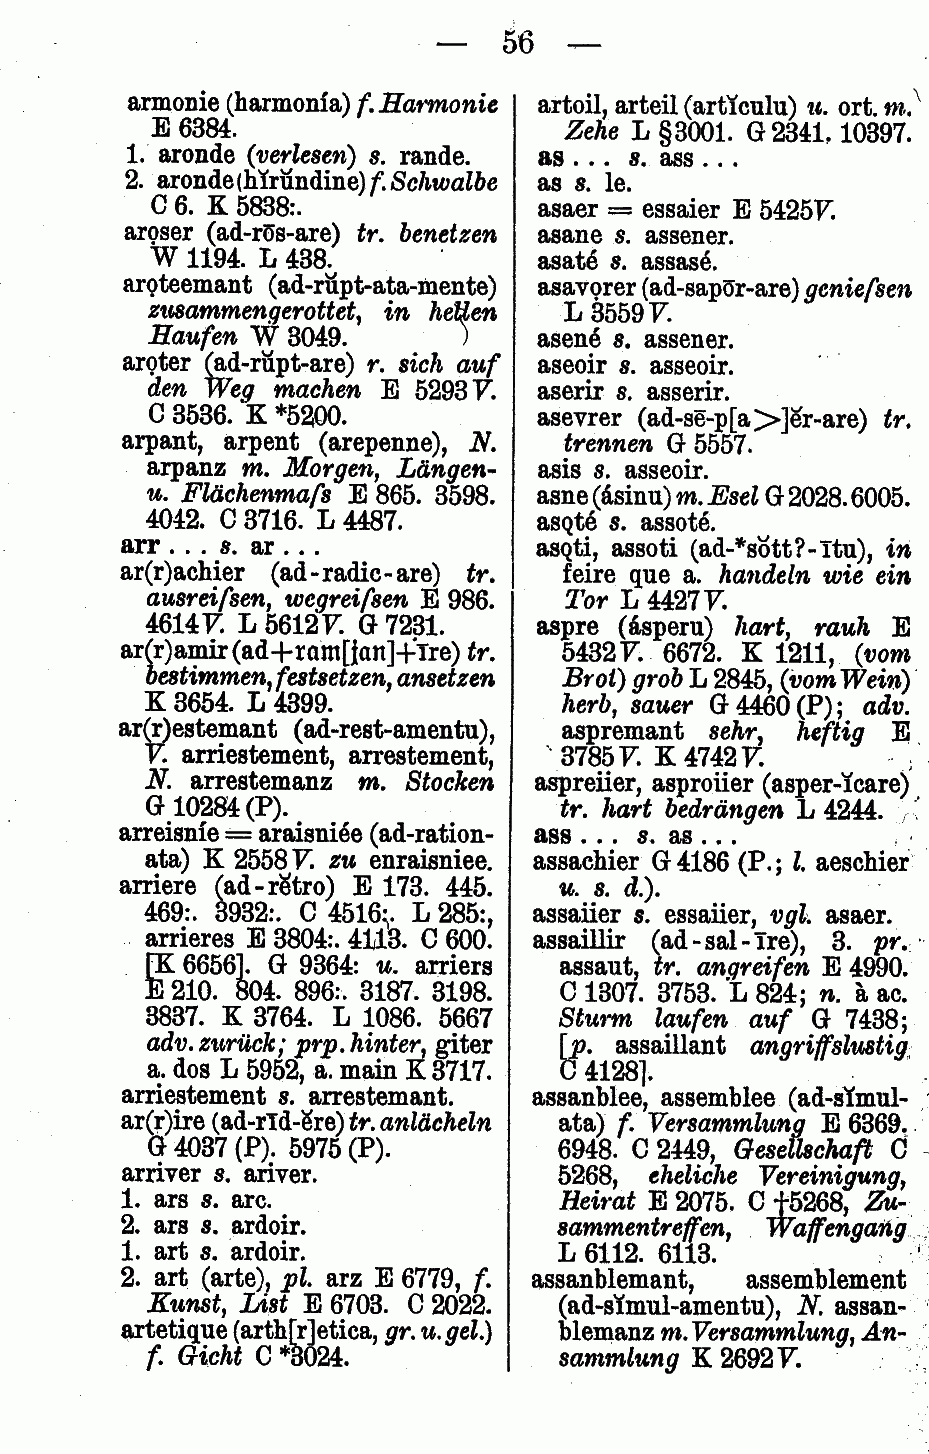 — 56 —
armonie (harmonía) f. Harmonie
E 6384.
1. aronde (verlesen) s. rande.
2. aronde (hĭrŭndine) f. Schwalbe
C 6. K 5838:.
arọser (ad-rōs-are) tr. benetzen
W 1194. L 438.
arọteemant (ad-rŭpt-ata-mente)
zusammengerottet, in hellen
Haufen W 3049.
arọter (ad-rŭpt-are) r. sich auf
den Weg machen E 5293 V.
C 3536. K *5200.
arpant, arpent (arepenne), N.
arpanz m. Morgen, Längen-
u. Flächenmaſs E 865. 3598.
4042. C 3716. L 4487.
arr . . . s. ar . . .
ar(r)achier (ad-radic-are) tr.
ausreiſsen, wegreiſsen E 986.
4614 V. L 5612 V. G 7231.
ar(r)amir (ad+ram[jan]+īre) tr.
bestimmen, festsetzen, ansetzen
K 3654. L 4399.
ar(r)estemant (ad-rest-amentu),
V. arriestement, arrestement,
N. arrestemanz m. Stocken
G 10284 (P).
arreisníe = araisniée (ad-ration-
ata) K 2558 V. zu enraisniee.
arriere (ad-rĕtro) E 173. 445.
469:. 3932:. C 4516:. L 285:,
arrieres E 3804:. 4113. C 600.
[K 6656]. G 9364: u. arriers
E 210. 804. 896:. 3187. 3198.
3837. K 3764. L 1086. 5667
adv. zurück; prp. hinter, giter
a. dos L 5952, a. main K 3717.
arriestement s. arrestemant.
ar(r)ire (ad-rīd-ĕre) tr. anlächeln
G 4037 (P). 5975 (P).
arriver s. ariver.
1. ars s. arc.
2. ars s. ardoir.
1. art s. ardoir.
2. art (arte), pl. arz E 6779, f.
Kunst, List E 6703. C 2022.
artetique (arth[r]etica, gr. u. gel.)
f. Gicht C *3024.
artoil, arteil (artĭculu) u. ort. m.
Zehe L §3001. G 2341. 10397.
as . . . s. ass . . .
as s. le.
asaer = essaier E 5425 V.
asane s. assener.
asaté s. assasé.
asavọrer (ad-sapōr-are) genieſsen
L 3559 V.
asené s. assener.
aseoir s. asseoir.
aserir s. asserir.
asevrer (ad-sē-p[a>]ĕr-are) tr.
trennen G 5557.
asis s. asseoir.
asne (ásinu) m. Esel G 2028. 6005.
asọté s. assoté.
asọti, assoti (ad-*sŏtt?-ītu), in
feire que a. handeln wie ein
Tor L 4427 V.
aspre (ásperu) hart, rauh E
5432 V. 6672. K 1211, (vom
Brot) grob L 2845, (vom Wein)
herb, sauer G 4460 (P); adv.
aspremant sehr, heftig E
3785 V. K 4742 V.
aspreiier, asproiier (asper-ĭcare)
tr. hart bedrängen L 4244.
ass . . . s. as . . .
assachier G 4186 (P.; l. aeschier
u. s. d.).
assaiier s. essaiier, vgl. asaer.
assaillir (ad-sal-īre), 3. pr.
assaut, tr. angreifen E 4990.
C 1307. 3753. L 824; n. à ac.
Sturm laufen auf G 7438;
[p. assaillant angriffslustig
C 4128].
assanblee, assemblee (ad-sĭmul-
ata) f. Versammlung E 6369.
6948. C 2449, Gesellschaft C
5268, eheliche Vereinigung,
Heirat E 2075. C †5268, Zu-
sammentreffen, Waffengang
L 6112. 6113.
assanblemant, assemblement
(ad-sĭmul-amentu), N. assan-
blemanz m. Versammlung, An-
sammlung K 2692 V.